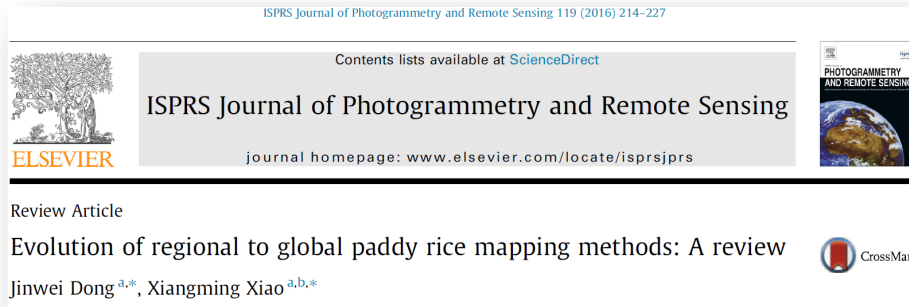 ISPRS Journal of Photogrammetry and Remote Sensing 119 (2016) 214–227
Contents lists available at ScienceDirect
ISPRS Journal of Photogrammetry and Remote Sensing
journal homepage: www.elsevier.com/locate/isprsjprs
ELSEVIER
PHOTOGRAMMETRY
AND REMOTE SENSING
Review Article
Evolution of regional to global paddy rice mapping methods: A review
CrossMar
Jinwei Dong a,*, Xiangming Xiao a,b,*